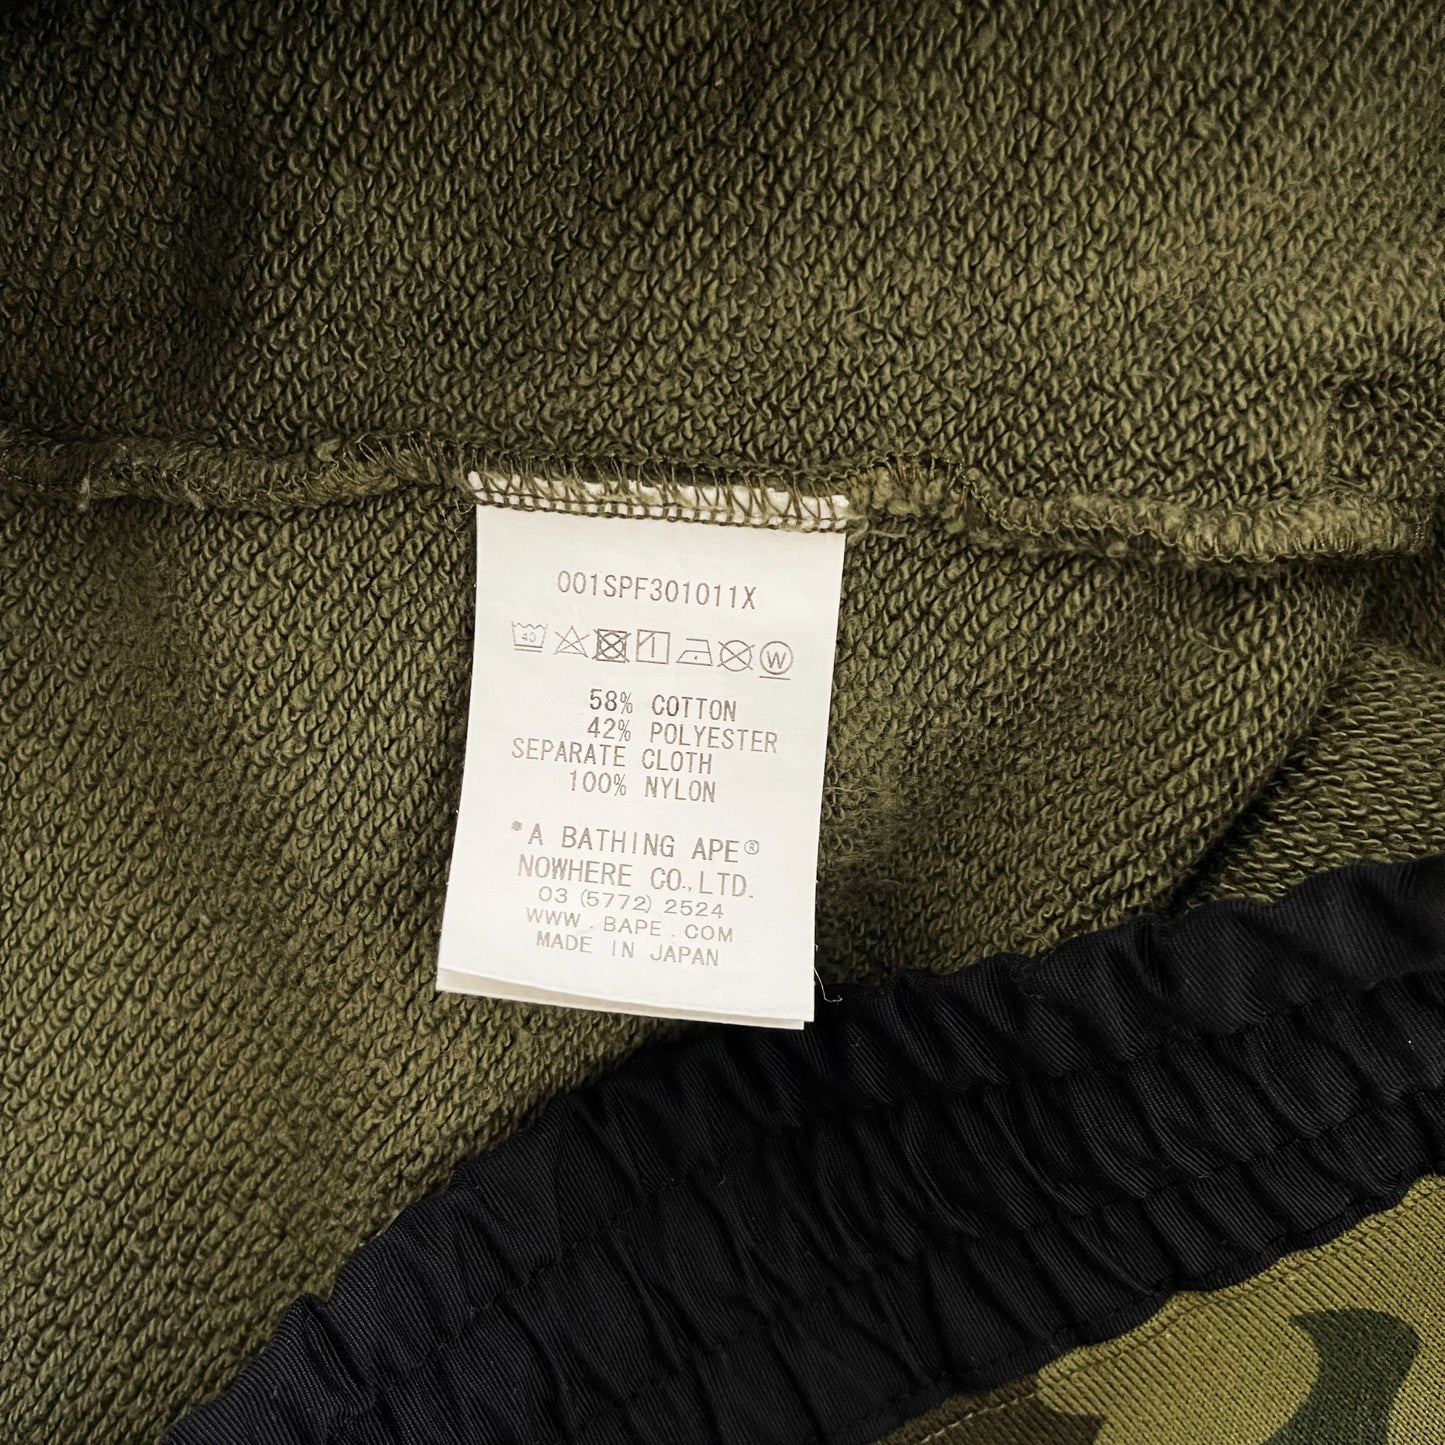 001SPF301011X
40
W
58% COTTON
42% POLYESTER
SEPARATE CLOTH
100% NYLON
*A BATHING APE®
NOWHERE CO.,LTD.
03 (5772) 2524
WWW.BAPE.COM
MADE IN JAPAN